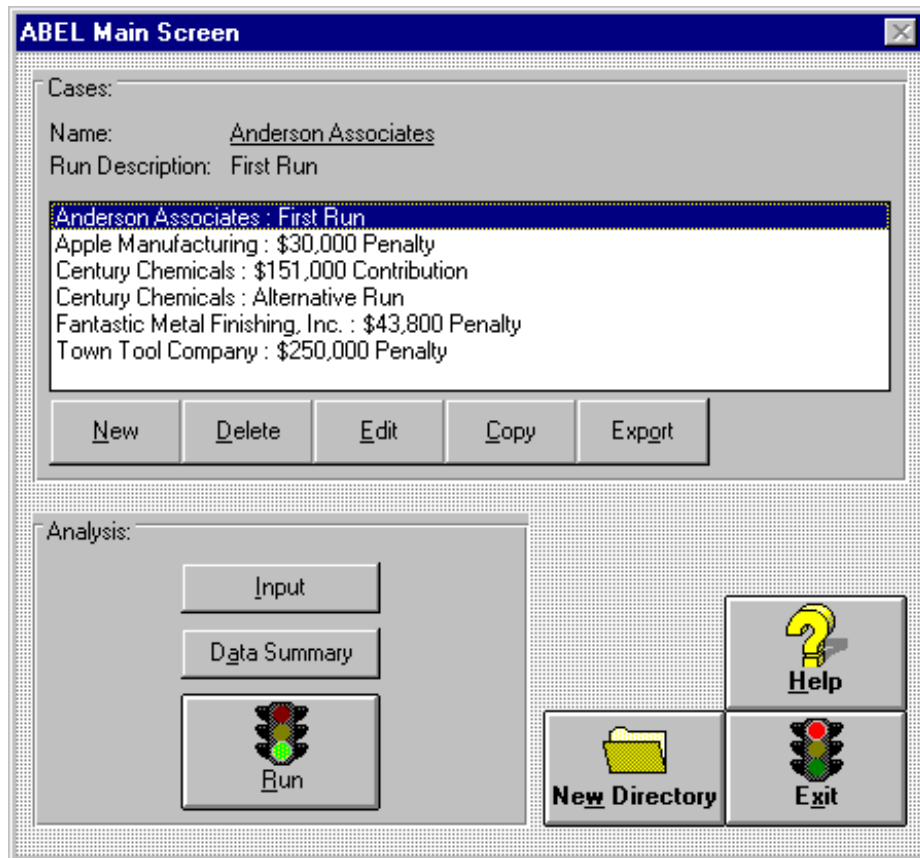 ABEL Main Screen
Cases:
Name: Anderson Associates
Run Description: First Run
Anderson Associates : First Run
Apple Manufacturing : $30,000 Penalty
Century Chemicals : $151,000 Contribution
Century Chemicals : Alternative Run
Fantastic Metal Finishing, Inc. : $43,800 Penalty
Town Tool Company : $250,000 Penalty
New Delete Edit Copy Export
Analysis:
Input
Data Summary
Run
Help
New Directory
Exit